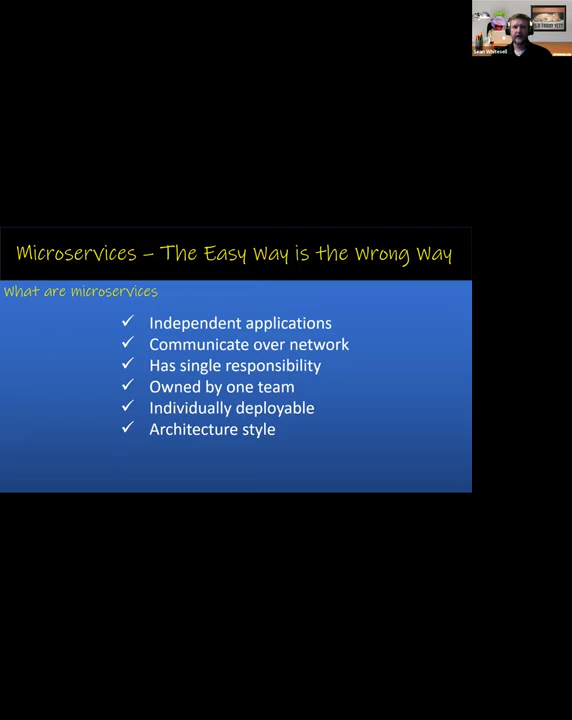 Sean Whitesell
Microservices – The Easy Way is the Wrong Way
What are microservices
✓ Independent applications
✓ Communicate over network
✓ Has single responsibility
✓ Owned by one team
✓ Individually deployable
✓ Architecture style